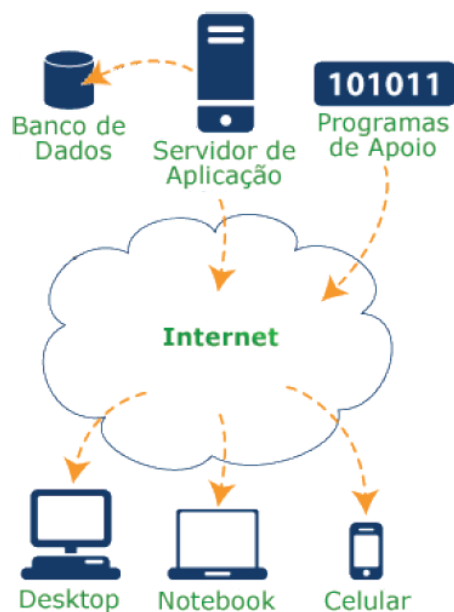 101011
Banco de
Dados
Servidor de
Aplicação
Programas
de Apoio
Internet
Desktop
Notebook
Celular